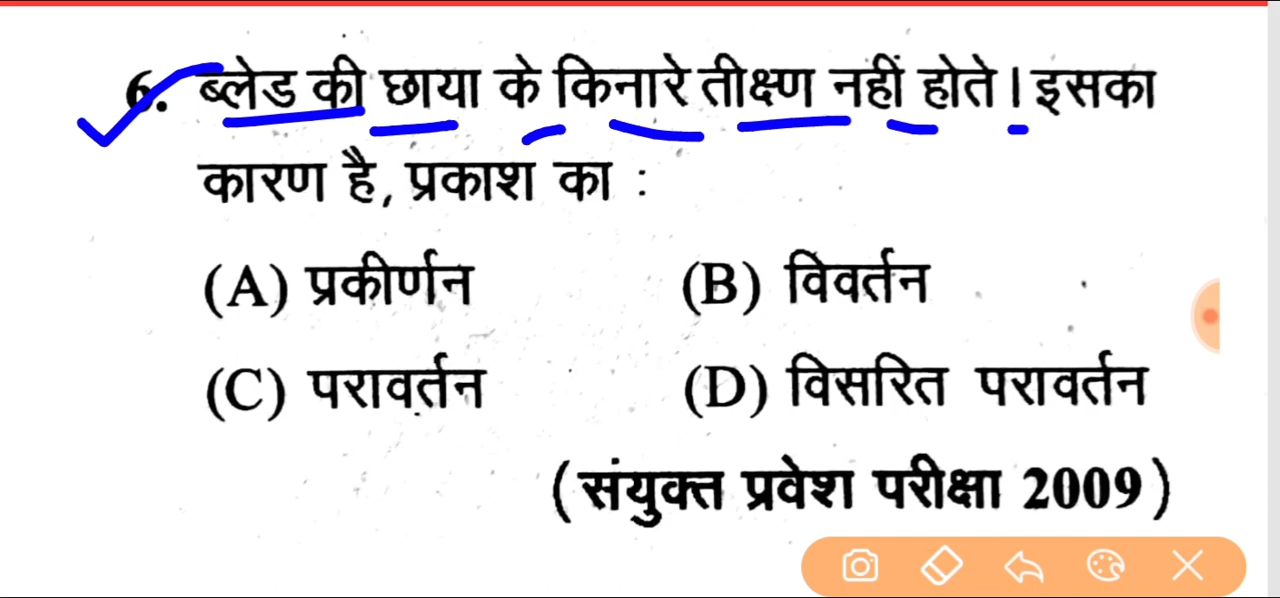 6. ब्लेड की छाया के किनारे तीक्ष्ण नहीं होते। इसका
कारण है, प्रकाश का :
(A) प्रकीर्णन (B) विवर्तन
(C) परावर्तन (D) विसरित परावर्तन
(संयुक्त प्रवेश परीक्षा 2009)